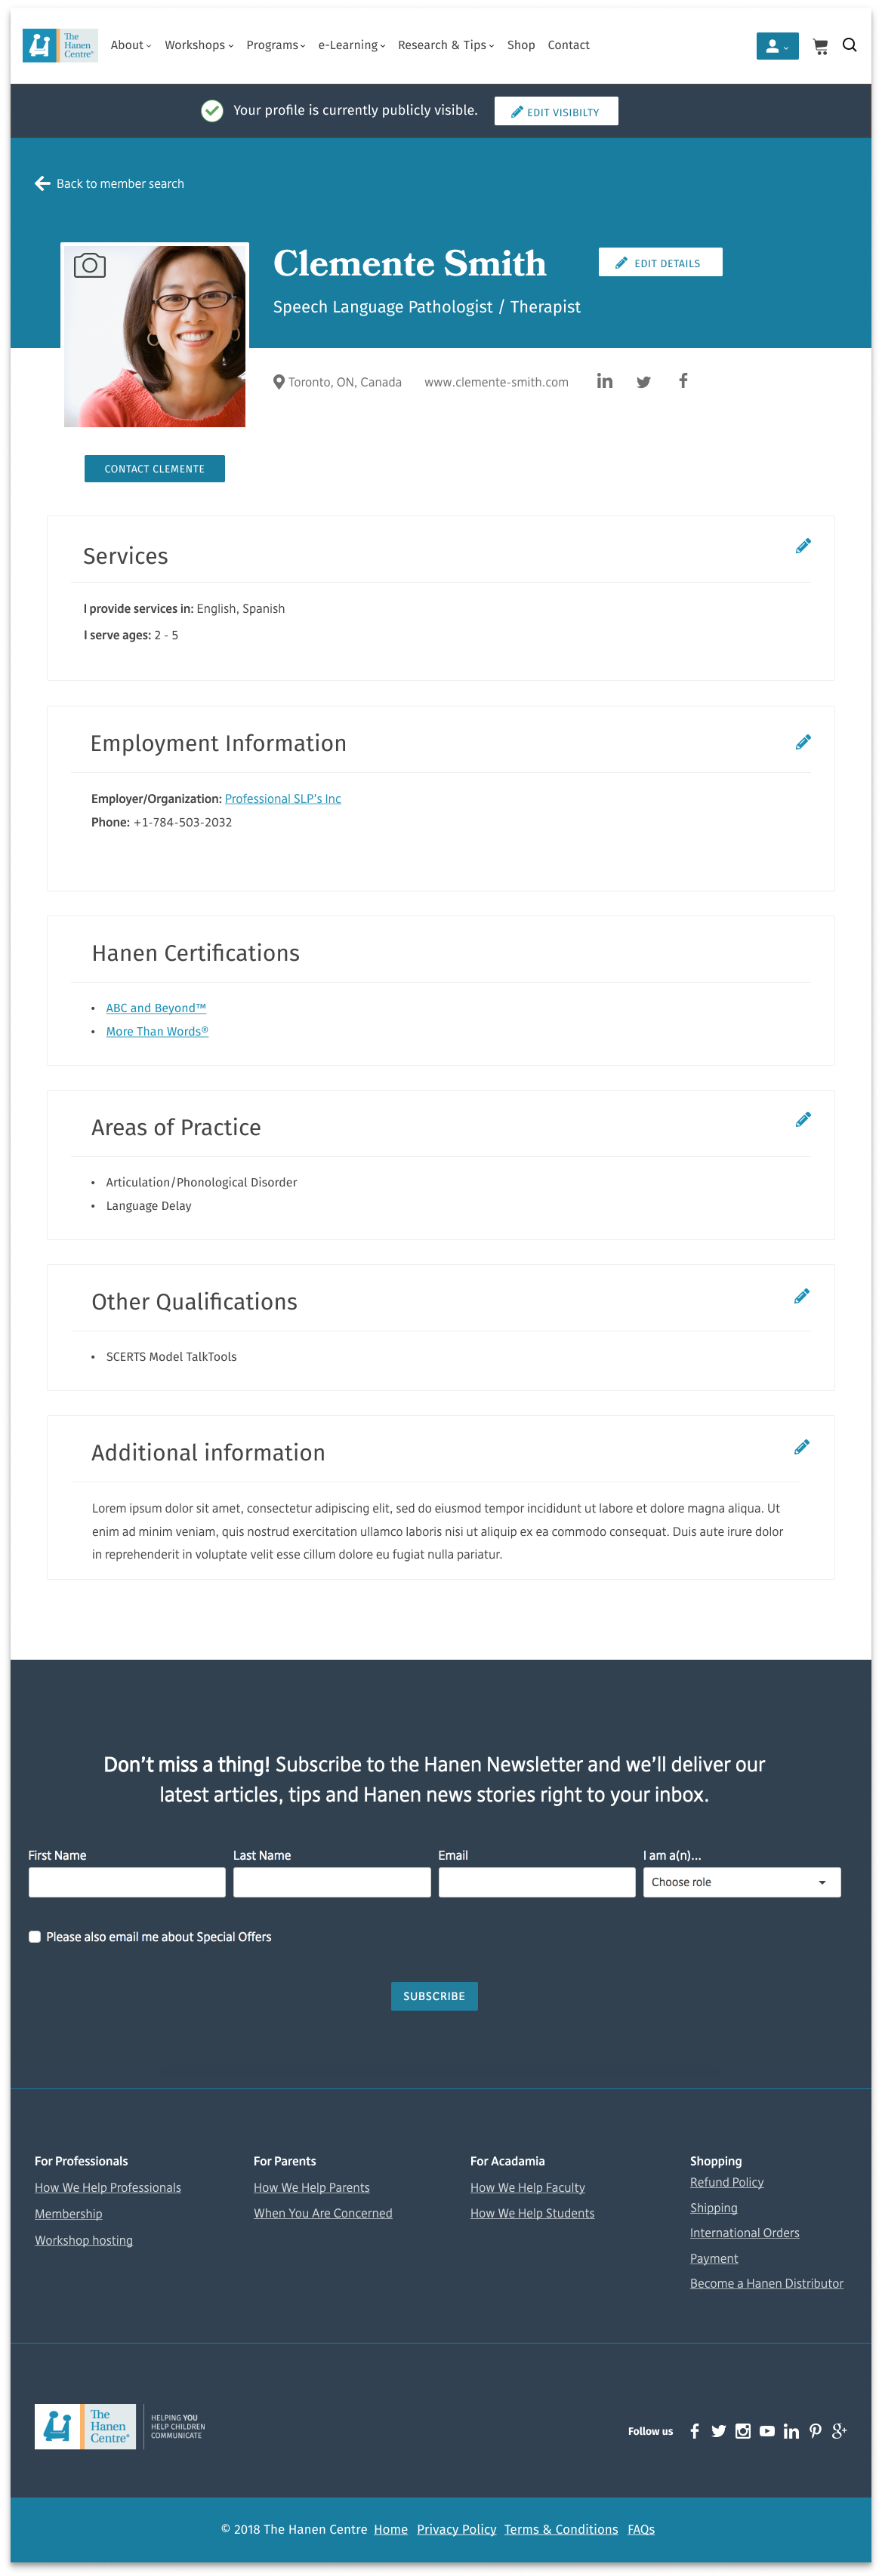 The
Hanen
Centre®
About Workshops Programs e-Learning Research & Tips Shop Contact
Your profile is currently publicly visible. EDIT VISIBILTY
Back to member search
Clemente Smith EDIT DETAILS
Speech Language Pathologist / Therapist
Toronto, ON, Canada www.clemente-smith.com in f
CONTACT CLEMENTE
Services
I provide services in: English, Spanish
I serve ages: 2 - 5
Employment Information
Employer/Organization: Professional SLP's Inc
Phone: +1-784-503-2032
Hanen Certifications
• ABC and Beyond™
• More Than Words®
Areas of Practice
• Articulation/Phonological Disorder
• Language Delay
Other Qualifications
• SCERTS Model TalkTools
Additional information
Lorem ipsum dolor sit amet, consectetur adipiscing elit, sed do eiusmod tempor incididunt ut labore et dolore magna aliqua. Ut
enim ad minim veniam, quis nostrud exercitation ullamco laboris nisi ut aliquip ex ea commodo consequat. Duis aute irure dolor
in reprehenderit in voluptate velit esse cillum dolore eu fugiat nulla pariatur.
Don't miss a thing! Subscribe to the Hanen Newsletter and we'll deliver our
latest articles, tips and Hanen news stories right to your inbox.
First Name Last Name Email I am a(n)...
Choose role
Please also email me about Special Offers
SUBSCRIBE
For Professionals
How We Help Professionals
Membership
Workshop hosting
For Parents
How We Help Parents
When You Are Concerned
For Acadamia
How We Help Faculty
How We Help Students
Shopping
Refund Policy
Shipping
International Orders
Payment
Become a Hanen Distributor
The
Hanen
Centre®
HELPING YOU
HELP CHILDREN
COMMUNICATE
Follow us f in g+
© 2018 The Hanen Centre Home Privacy Policy Terms & Conditions FAQs